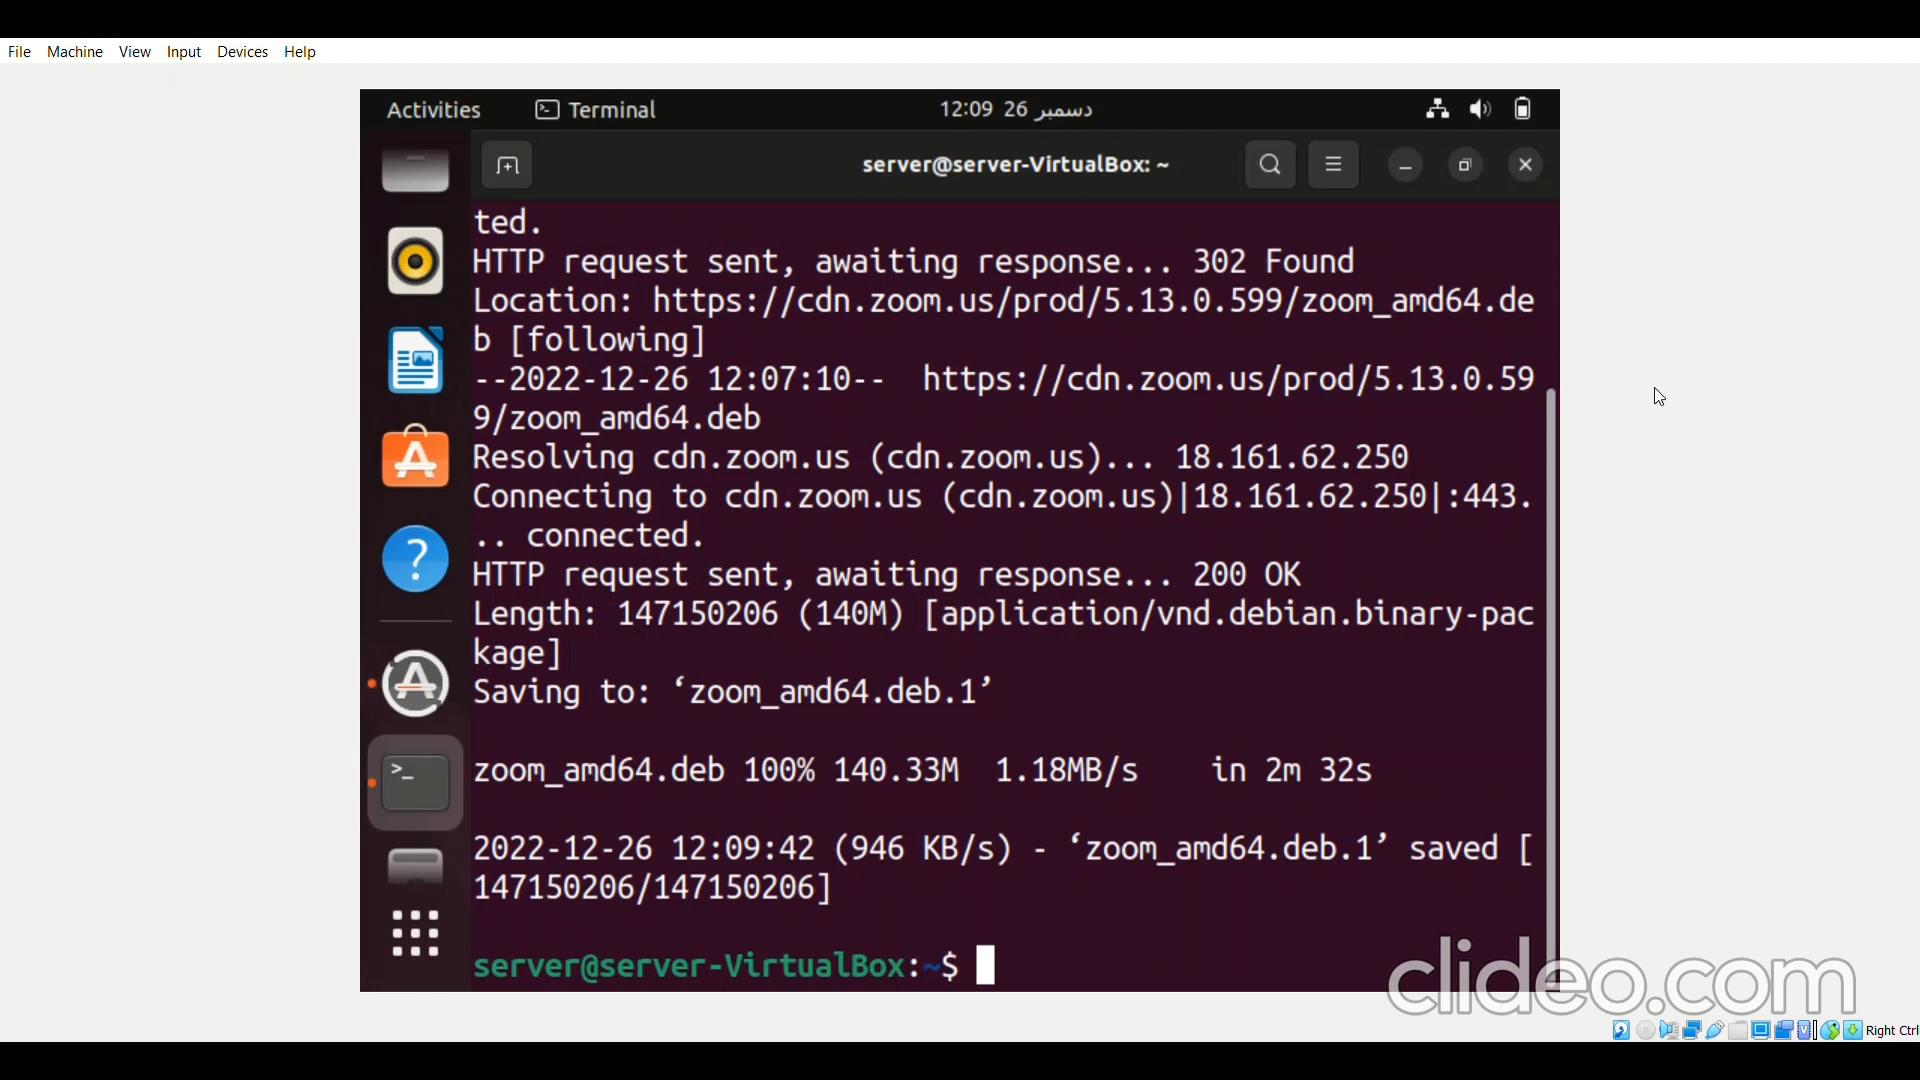 File Machine View Input Devices Help
Activities Terminal 12:09 26 دسمبر
server@server-VirtualBox: ~
ted.
HTTP request sent, awaiting response... 302 Found
Location: https://cdn.zoom.us/prod/5.13.0.599/zoom_amd64.de
b [following]
--2022-12-26 12:07:10--  https://cdn.zoom.us/prod/5.13.0.59
9/zoom_amd64.deb
Resolving cdn.zoom.us (cdn.zoom.us)... 18.161.62.250
Connecting to cdn.zoom.us (cdn.zoom.us)|18.161.62.250|:443.
.. connected.
HTTP request sent, awaiting response... 200 OK
Length: 147150206 (140M) [application/vnd.debian.binary-pac
kage]
Saving to: ‘zoom_amd64.deb.1’
zoom_amd64.deb 100% 140.33M  1.18MB/s    in 2m 32s
2022-12-26 12:09:42 (946 KB/s) - ‘zoom_amd64.deb.1’ saved [
147150206/147150206]
server@server-VirtualBox:~$
clideo.com
Right Ctrl